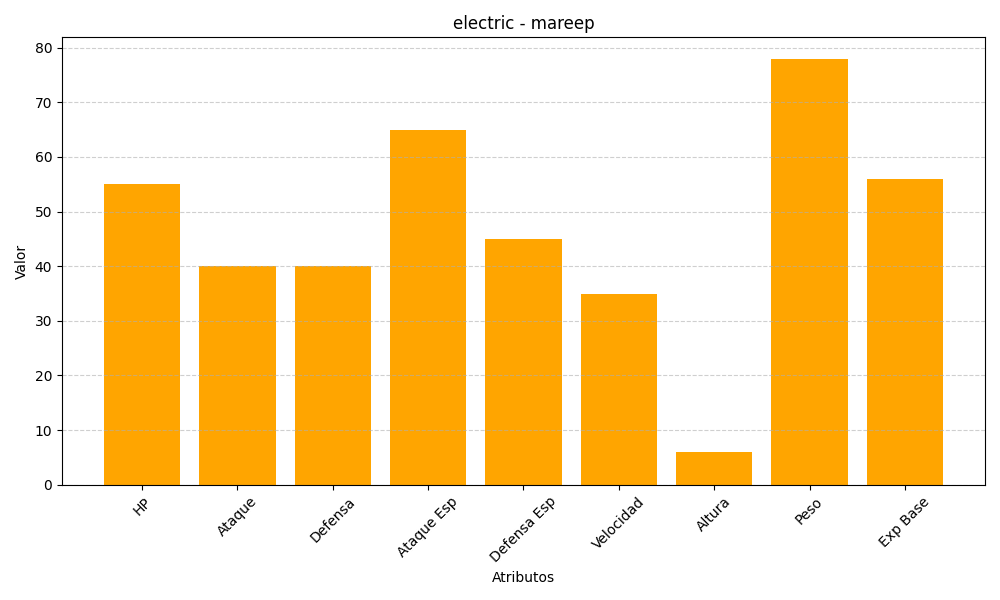 electric - mareep
Valor
80
70
60
50
40
30
20
10
0
HP
Ataque
Defensa
Ataque Esp
Defensa Esp
Velocidad
Altura
Peso
Exp Base
Atributos